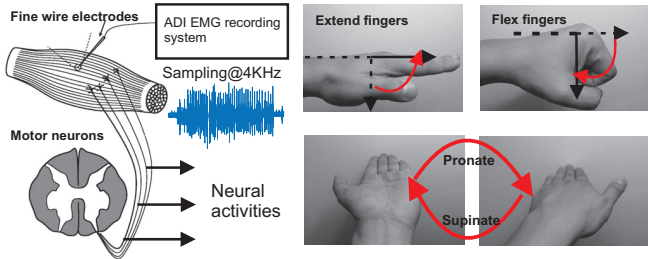 Fine wire electrodes
ADI EMG recording
system
Sampling@4KHz
Motor neurons
Neural
activities
Extend fingers
Flex fingers
Pronate
Supinate